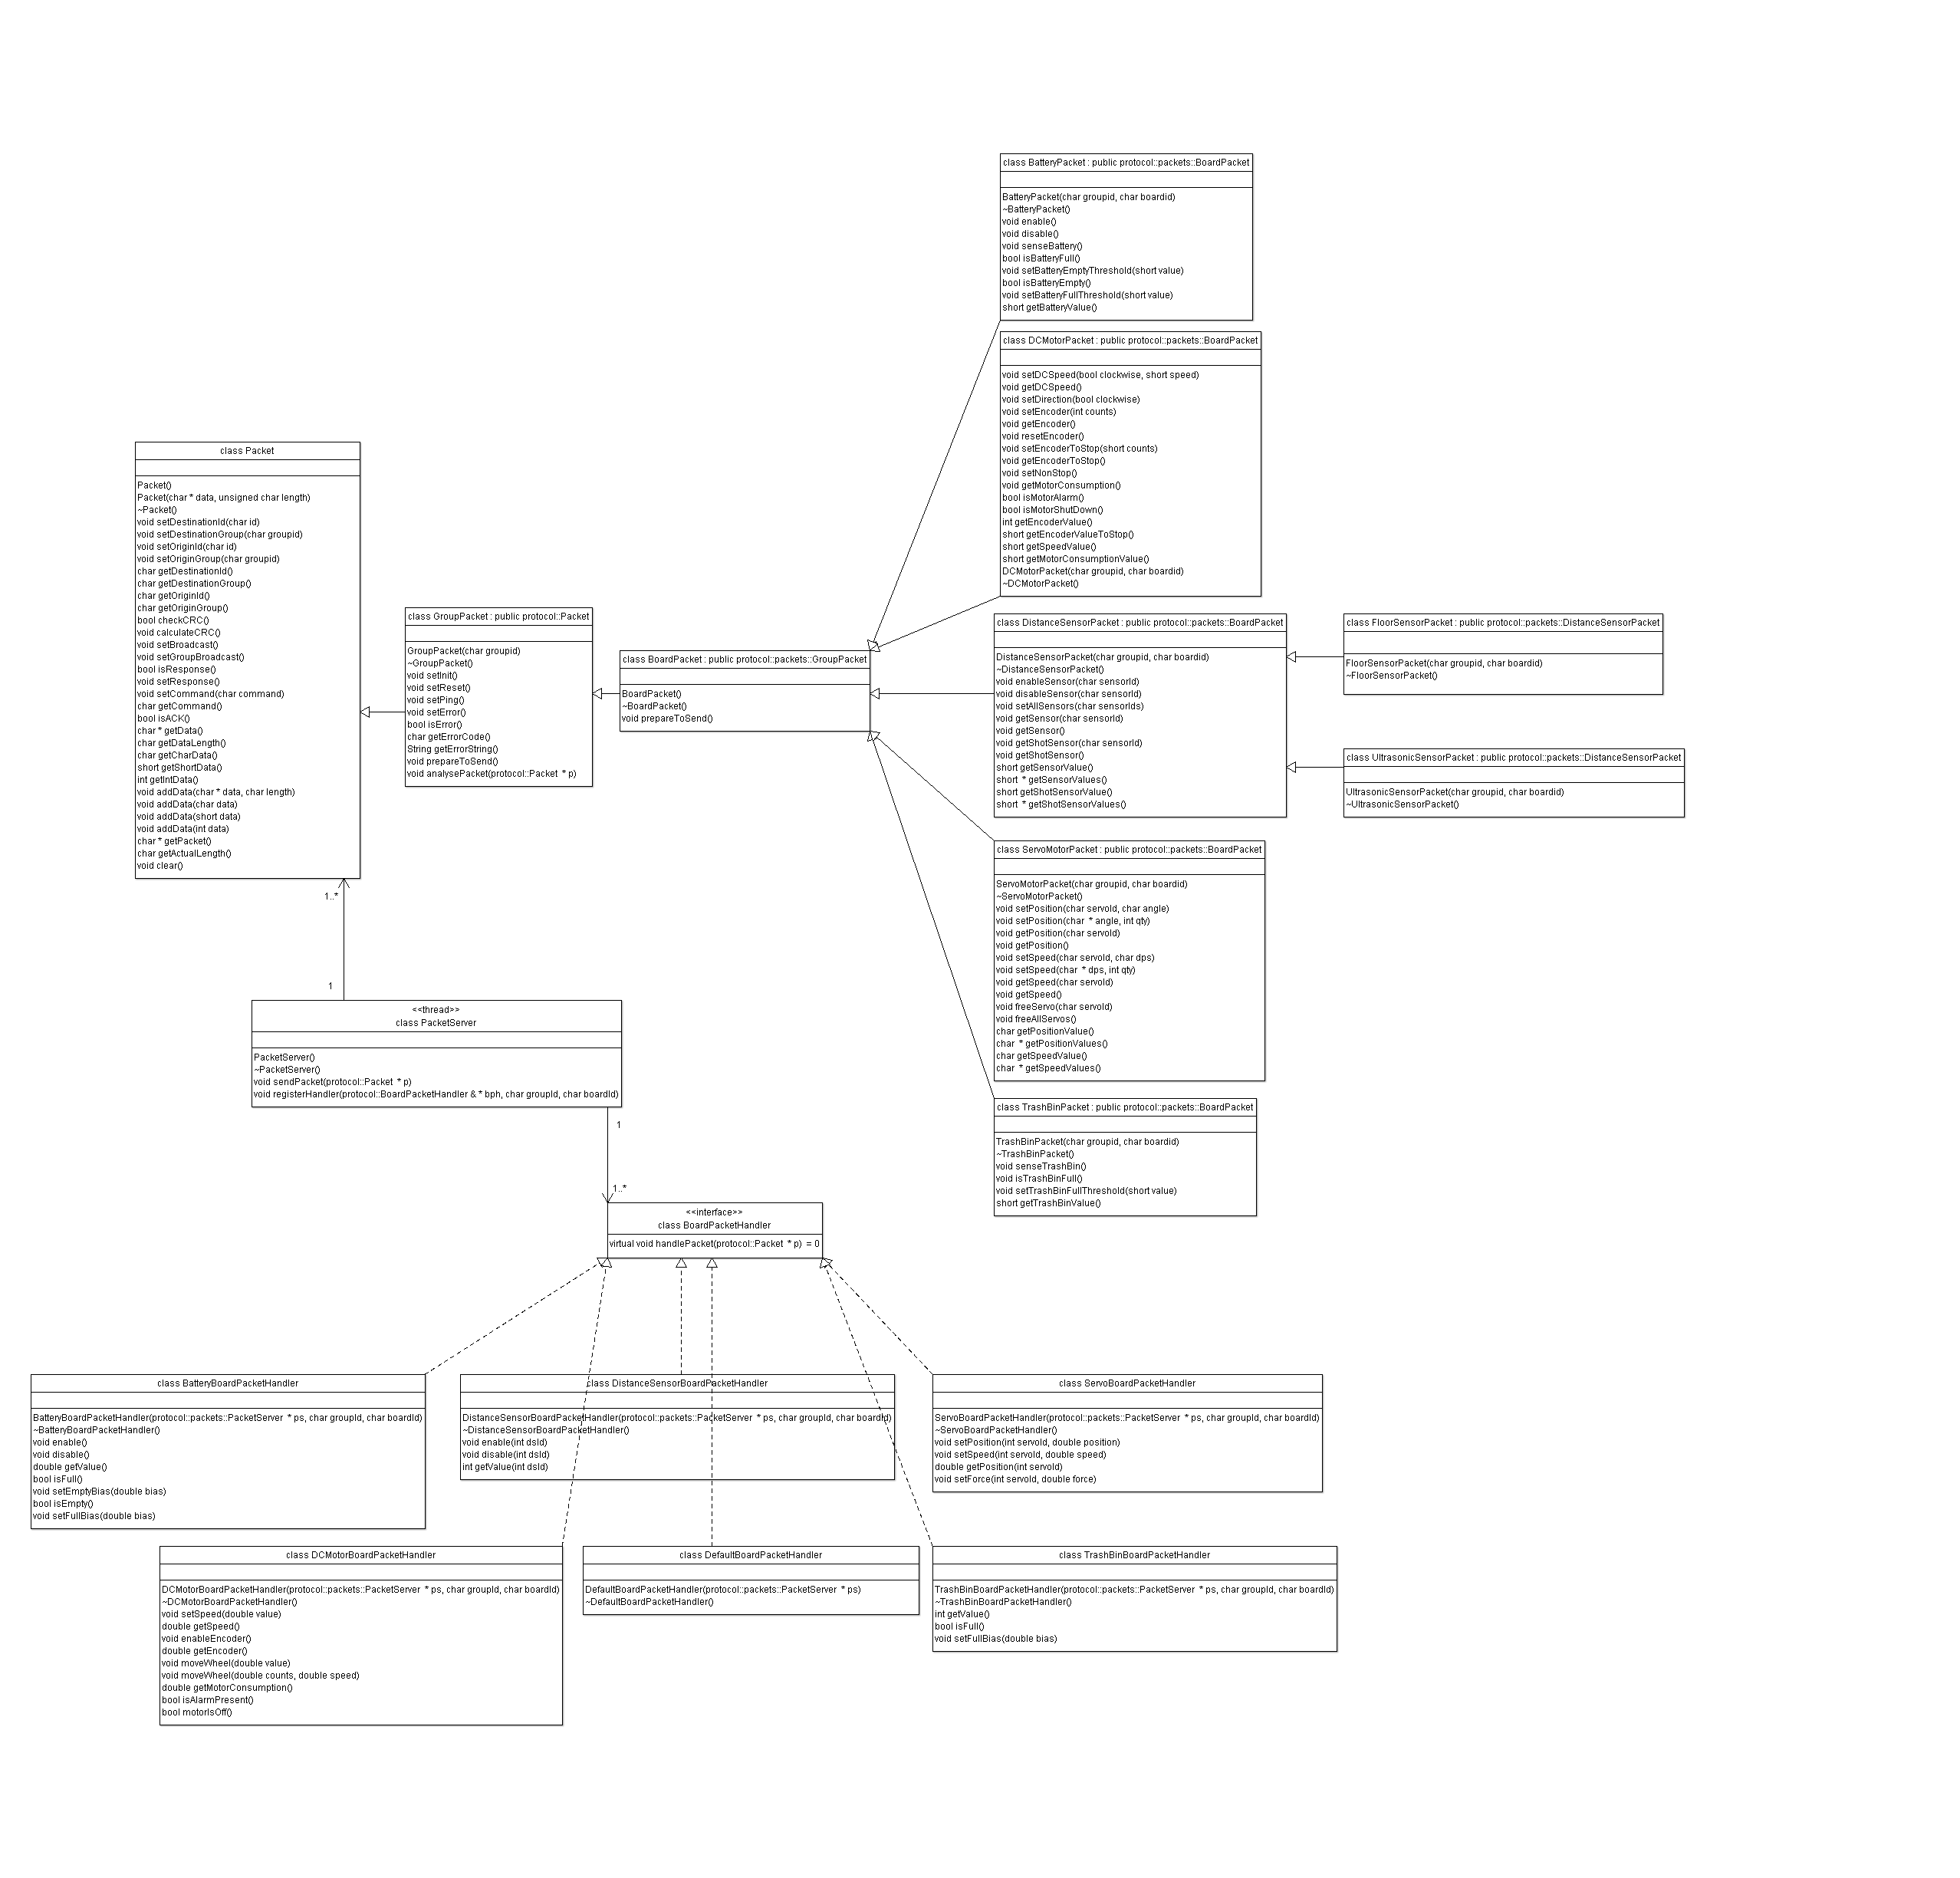 class BatteryPacket : public protocol::packets::BoardPacket
BatteryPacket(char groupid, char boardid)
~BatteryPacket()
void enable()
void disable()
void senseBattery()
bool isBatteryFull()
void setBatteryEmptyThreshold(short value)
bool isBatteryEmpty()
void setBatteryFullThreshold(short value)
short getBatteryValue()
class DCMotorPacket : public protocol::packets::BoardPacket
void setDCSpeed(bool clockwise, short speed)
void getDCSpeed()
void setDirection(bool clockwise)
void setEncoder(int counts)
void getEncoder()
void resetEncoder()
void setEncoderToStop(short counts)
void getEncoderToStop()
void setNonStop()
void getMotorConsumption()
bool isMotorAlarm()
bool isMotorShutDown()
int getEncoderValue()
short getEncoderValueToStop()
short getSpeedValue()
short getMotorConsumptionValue()
DCMotorPacket(char groupid, char boardid)
~DCMotorPacket()
class Packet
Packet()
Packet(char * data, unsigned char length)
~Packet()
void setDestinationId(char id)
void setDestinationGroup(char groupid)
void setOriginId(char id)
void setOriginGroup(char groupid)
char getDestinationId()
char getDestinationGroup()
char getOriginId()
char getOriginGroup()
bool checkCRC()
void calculateCRC()
void setBroadcast()
void setGroupBroadcast()
bool isResponse()
void setResponse()
void setCommand(char command)
char getCommand()
bool isACK()
char * getData()
char getDataLength()
char getCharData()
short getShortData()
int getIntData()
void addData(char * data, char length)
void addData(char data)
void addData(short data)
void addData(int data)
char * getPacket()
char getActualLength()
void clear()
class GroupPacket : public protocol::Packet
GroupPacket(char groupid)
~GroupPacket()
void setInit()
void setReset()
void setPing()
void setError()
bool isError()
char getErrorCode()
String getErrorString()
void prepareToSend()
void analysePacket(protocol::Packet * p)
class BoardPacket : public protocol::packets::GroupPacket
BoardPacket()
~BoardPacket()
void prepareToSend()
class DistanceSensorPacket : public protocol::packets::BoardPacket
DistanceSensorPacket(char groupid, char boardid)
~DistanceSensorPacket()
void enableSensor(char sensorId)
void disableSensor(char sensorId)
void setAllSensors(char sensorIds)
void getSensor(char sensorId)
void getSensor()
void getShotSensor(char sensorId)
void getShotSensor()
short getSensorValue()
short * getSensorValues()
short getShotSensorValue()
short * getShotSensorValues()
class FloorSensorPacket : public protocol::packets::DistanceSensorPacket
FloorSensorPacket(char groupid, char boardid)
~FloorSensorPacket()
class UltrasonicSensorPacket : public protocol::packets::DistanceSensorPacket
UltrasonicSensorPacket(char groupid, char boardid)
~UltrasonicSensorPacket()
class ServoMotorPacket : public protocol::packets::BoardPacket
ServoMotorPacket(char groupid, char boardid)
~ServoMotorPacket()
void setPosition(char servoId, char angle)
void setPosition(char * angle, int qty)
void getPosition(char servoId)
void getPosition()
void setSpeed(char servoId, char dps)
void setSpeed(char * dps, int qty)
void getSpeed(char servoId)
void getSpeed()
void freeServo(char servoId)
void freeAllServos()
char getPositionValue()
char * getPositionValues()
char getSpeedValue()
char * getSpeedValues()
class TrashBinPacket : public protocol::packets::BoardPacket
TrashBinPacket(char groupid, char boardid)
~TrashBinPacket()
void senseTrashBin()
void isTrashBinFull()
void setTrashBinFullThreshold(short value)
short getTrashBinValue()
1..*
1
<<thread>>
class PacketServer
PacketServer()
~PacketServer()
void sendPacket(protocol::Packet * p)
void registerHandler(protocol::BoardPacketHandler & * bph, char groupId, char boardId)
1
1..*
<<interface>>
class BoardPacketHandler
virtual void handlePacket(protocol::Packet * p) = 0
class BatteryBoardPacketHandler
BatteryBoardPacketHandler(protocol::packets::PacketServer * ps, char groupId, char boardId)
~BatteryBoardPacketHandler()
void enable()
void disable()
double getValue()
bool isFull()
void setEmptyBias(double bias)
bool isEmpty()
void setFullBias(double bias)
class DistanceSensorBoardPacketHandler
DistanceSensorBoardPacketHandler(protocol::packets::PacketServer * ps, char groupId, char boardId)
~DistanceSensorBoardPacketHandler()
void enable(int dsId)
void disable(int dsId)
int getValue(int dsId)
class ServoBoardPacketHandler
ServoBoardPacketHandler(protocol::packets::PacketServer * ps, char groupId, char boardId)
~ServoBoardPacketHandler()
void setPosition(int servoId, double position)
void setSpeed(int servoId, double speed)
double getPosition(int servoId)
void setForce(int servoId, double force)
class DCMotorBoardPacketHandler
DCMotorBoardPacketHandler(protocol::packets::PacketServer * ps, char groupId, char boardId)
~DCMotorBoardPacketHandler()
void setSpeed(double value)
double getSpeed()
void enableEncoder()
double getEncoder()
void moveWheel(double value)
void moveWheel(double counts, double speed)
double getMotorConsumption()
bool isAlarmPresent()
bool motorIsOff()
class DefaultBoardPacketHandler
DefaultBoardPacketHandler(protocol::packets::PacketServer * ps)
~DefaultBoardPacketHandler()
class TrashBinBoardPacketHandler
TrashBinBoardPacketHandler(protocol::packets::PacketServer * ps, char groupId, char boardId)
~TrashBinBoardPacketHandler()
int getValue()
bool isFull()
void setFullBias(double bias)